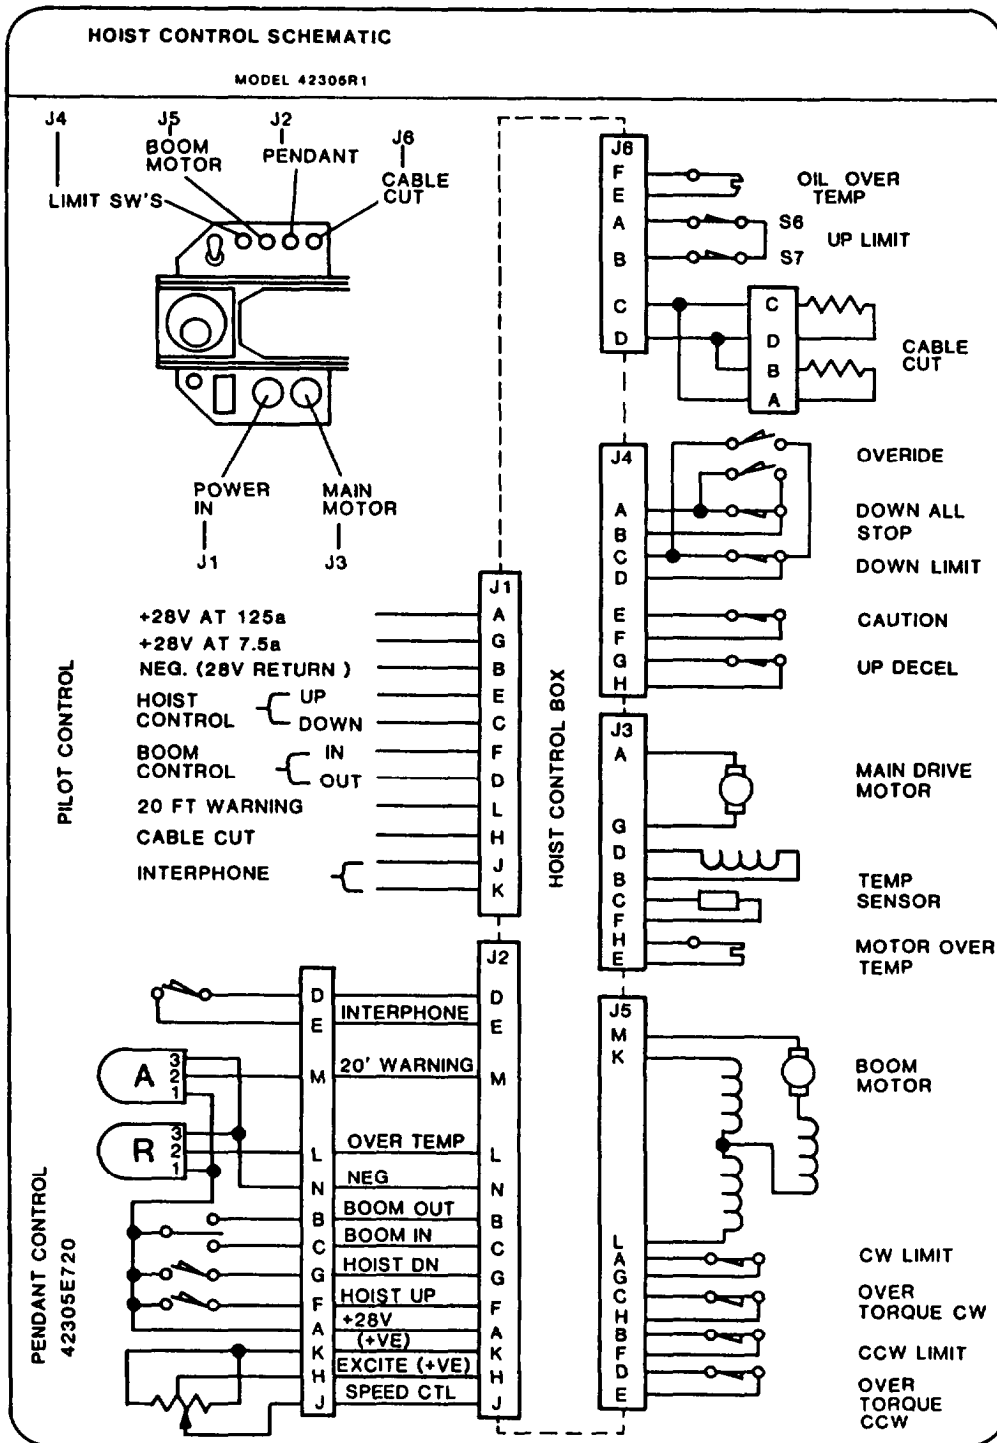 HOIST CONTROL SCHEMATIC
MODEL 42305R1
J4
J5
BOOM
MOTOR
J2
PENDANT
J6
CABLE
CUT
LIMIT SW'S
POWER
IN
J1
MAIN
MOTOR
J3
J6
F
E
A
B
C
D
OIL OVER
TEMP
S6
S7
UP LIMIT
C
D
B
A
CABLE
CUT
J4
A
B
C
D
E
F
G
H
OVERIDE
DOWN ALL
STOP
DOWN LIMIT
CAUTION
UP DECEL
PILOT CONTROL
+28V AT 125a
+28V AT 7.5a
NEG. (28V RETURN )
HOIST
CONTROL
UP
DOWN
BOOM
CONTROL
IN
OUT
20 FT WARNING
CABLE CUT
INTERPHONE
J1
A
G
B
E
C
F
D
L
H
J
K
HOIST CONTROL BOX
J3
A
G
D
B
C
F
H
E
MAIN DRIVE
MOTOR
TEMP
SENSOR
MOTOR OVER
TEMP
PENDANT CONTROL
42305E720
A
3
2
1
R
3
2
1
D
E
M
L
N
B
C
G
F
A
K
H
J
INTERPHONE
20' WARNING
OVER TEMP
NEG
BOOM OUT
BOOM IN
HOIST DN
HOIST UP
+28V
(+VE)
EXCITE (+VE)
SPEED CTL
J2
D
E
M
L
N
B
C
G
F
A
K
H
J
J5
M
K
L
A
G
C
H
B
F
D
E
BOOM
MOTOR
CW LIMIT
OVER
TORQUE CW
CCW LIMIT
OVER
TORQUE
CCW